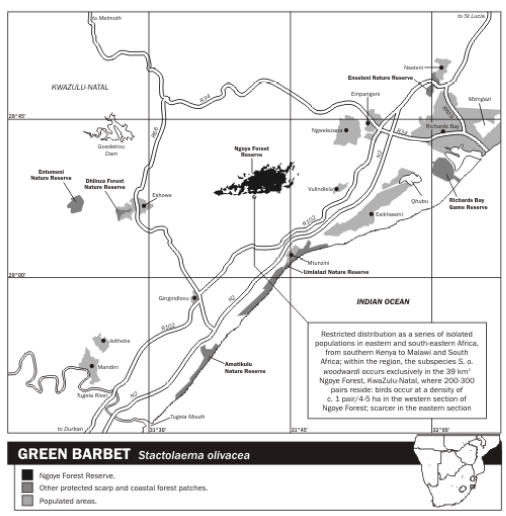 to Melmoth
to St Lucia
Nseleni
Enseleni Nature Reserve
KWAZULU-NATAL
R34
Empangeni
Mzingazi
28°45'
Ngwelezana
R34
Richards Bay
Goedetrou
Dam
R66
Ngoye Forest
Reserve
N2
Entumeni
Nature Reserve
Dhlinza Forest
Nature Reserve
Eshowe
Vulindlela
Qhubu
Richards Bay
Game Reserve
R102
Esikhawini
Mtunzini
Umlalazi Nature Reserve
29°00'
Gingindlovu
N2
INDIAN OCEAN
R102
Isithebe
Mandini
Amatikulu
Nature Reserve
Restricted distribution as a series of isolated
populations in eastern and south-eastern Africa,
from southern Kenya to Malawi and South
Africa; within the region, the subspecies S. o.
woodwardi occurs exclusively in the 39 km²
Ngoye Forest, KwaZulu-Natal, where 200-300
pairs reside: birds occur at a density of
c. 1 pair/4-5 ha in the western section of
Ngoye Forest; scarcer in the eastern section
Tugela River
N2
Tugela Mouth
to Durban
31°30'
31°45'
32°00'
GREEN BARBET Stactolaema olivacea
Ngoye Forest Reserve.
Other protected scarp and coastal forest patches.
Populated areas.